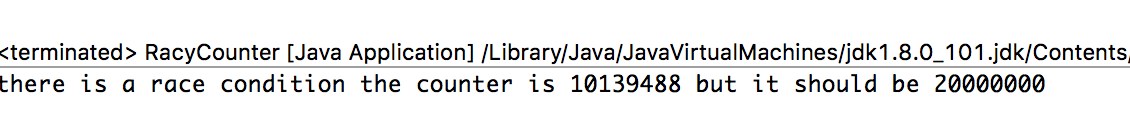 <terminated> RacyCounter [Java Application] /Library/Java/JavaVirtualMachines/jdk1.8.0_101.jdk/Contents/
there is a race condition the counter is 10139488 but it should be 20000000